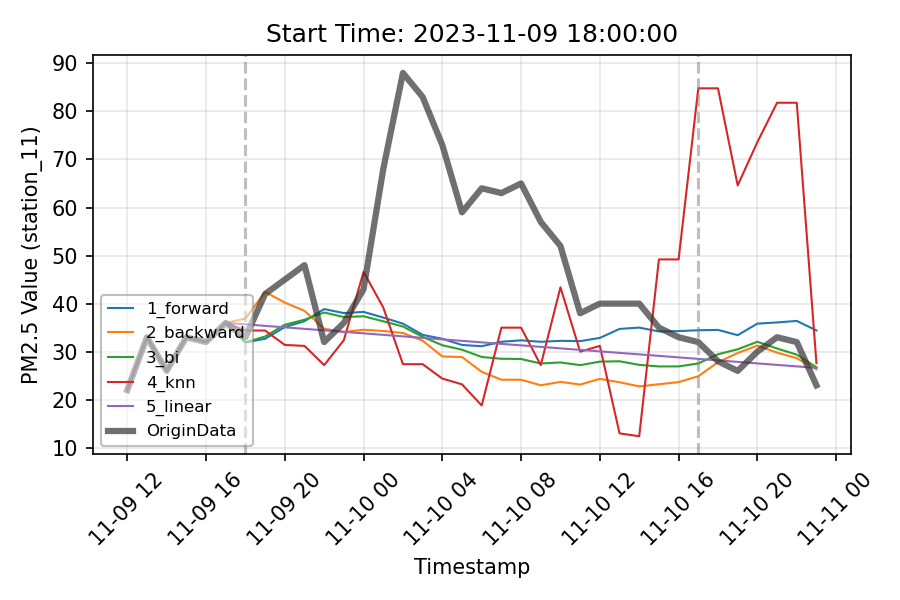 Start Time: 2023-11-09 18:00:00
PM2.5 Value (station_11)
90
80
70
60
50
40
30
20
10
1_forward
2_backward
3_bi
4_knn
5_linear
OriginData
11-09 12
11-09 16
11-09 20
11-10 00
11-10 04
11-10 08
11-10 12
11-10 16
11-10 20
11-11 00
Timestamp